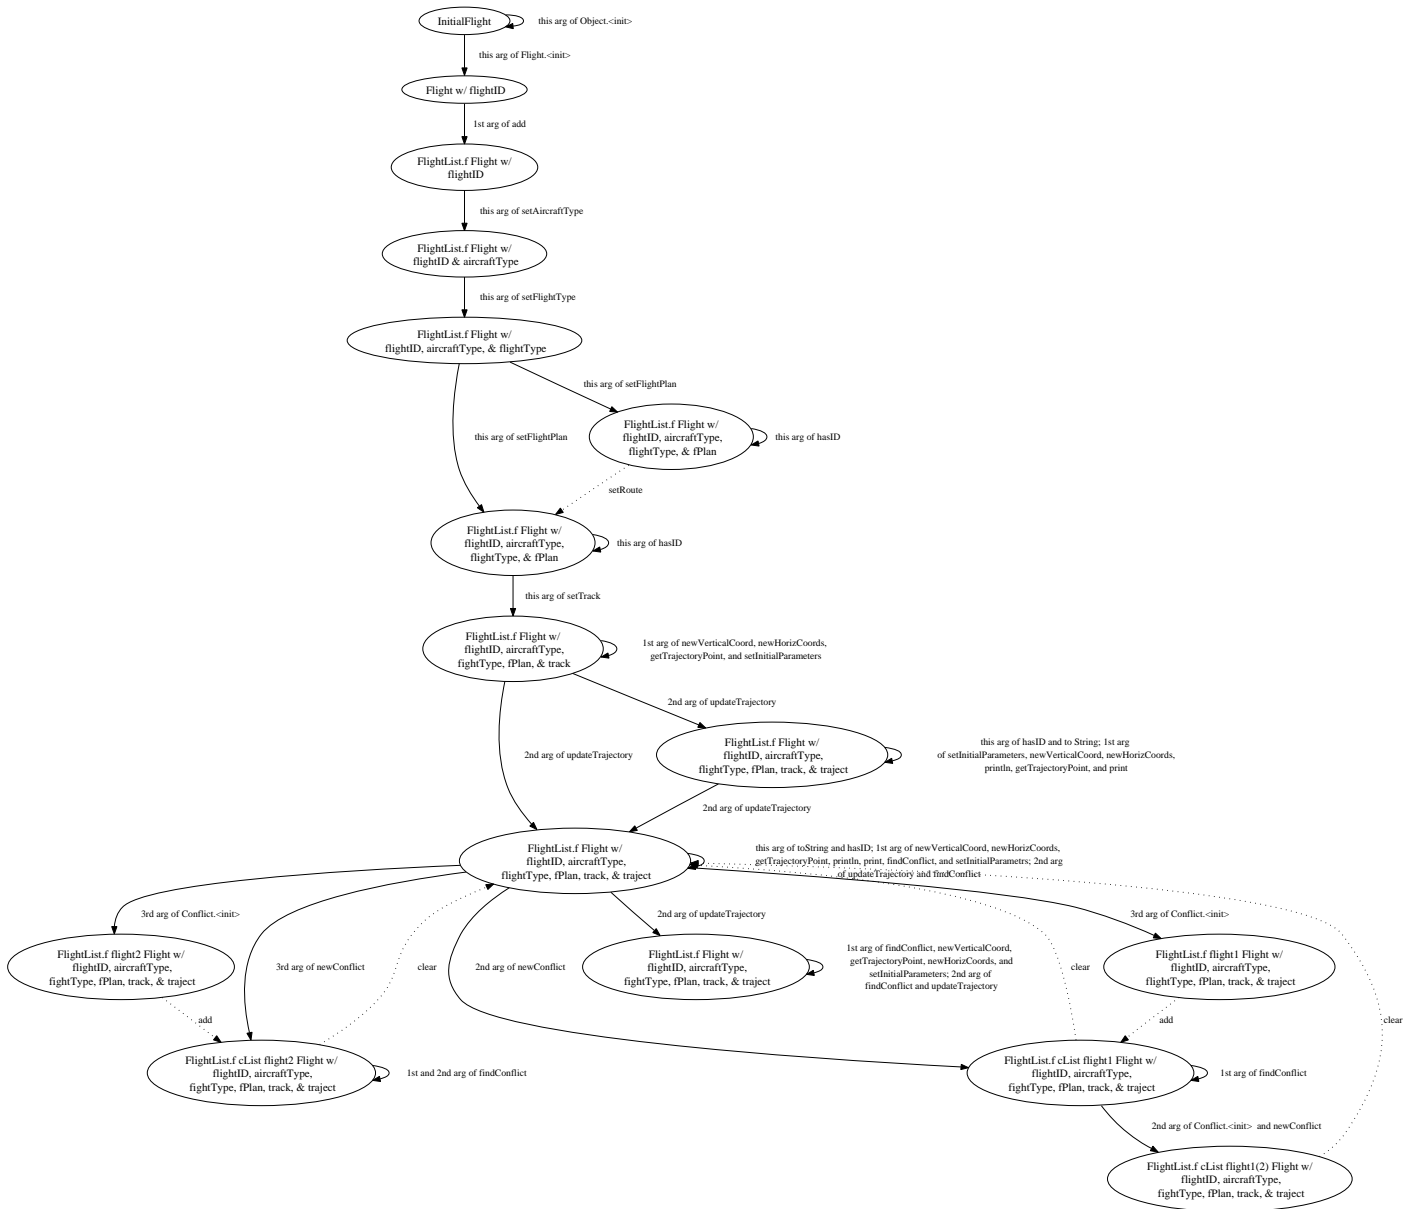 InitialFlight
this arg of Object.<init>
this arg of Flight.<init>
Flight w/ flightID
1st arg of add
FlightList.f Flight w/
flightID
this arg of setAircraftType
FlightList.f Flight w/
flightID & aircraftType
this arg of setFlightType
FlightList.f Flight w/
flightID, aircraftType, & flightType
this arg of setFlightPlan
this arg of setFlightPlan
FlightList.f Flight w/
flightID, aircraftType,
flightType, & fPlan
this arg of hasID
setRoute
FlightList.f Flight w/
flightID, aircraftType,
flightType, & fPlan
this arg of hasID
this arg of setTrack
FlightList.f Flight w/
flightID, aircraftType,
fightType, fPlan, & track
1st arg of newVerticalCoord, newHorizCoords,
getTrajectoryPoint, and setInitialParameters
2nd arg of updateTrajectory
2nd arg of updateTrajectory
FlightList.f Flight w/
flightID, aircraftType,
flightType, fPlan, track, & traject
this arg of hasID and to String; 1st arg
of setInitialParameters, newVerticalCoord, newHorizCoords,
println, getTrajectoryPoint, and print
2nd arg of updateTrajectory
FlightList.f Flight w/
flightID, aircraftType,
flightType, fPlan, track, & traject
this arg of toString and hasID; 1st arg of newVerticalCoord, newHorizCoords,
getTrajectoryPoint, println, print, findConflict, and setInitialParametrs; 2nd arg
of updateTrajectory and findConflict
3rd arg of Conflict.<init>
2nd arg of updateTrajectory
3rd arg of Conflict.<init>
FlightList.f flight2 Flight w/
flightID, aircraftType,
fightType, fPlan, track, & traject
3rd arg of newConflict
clear
2nd arg of newConflict
FlightList.f Flight w/
flightID, aircraftType,
fightType, fPlan, track, & traject
1st arg of findConflict, newVerticalCoord,
getTrajectoryPoint, newHorizCoords, and
setInitialParameters; 2nd arg of
findConflict and updateTrajectory
clear
FlightList.f flight1 Flight w/
flightID, aircraftType,
flightType, fPlan, track, & traject
add
add
clear
FlightList.f cList flight2 Flight w/
flightID, aircraftType,
fightType, fPlan, track, & traject
1st and 2nd arg of findConflict
FlightList.f cList flight1 Flight w/
flightID, aircraftType,
fightType, fPlan, track, & traject
1st arg of findConflict
2nd arg of Conflict.<init>  and newConflict
FlightList.f cList flight1(2) Flight w/
flightID, aircraftType,
fightType, fPlan, track, & traject